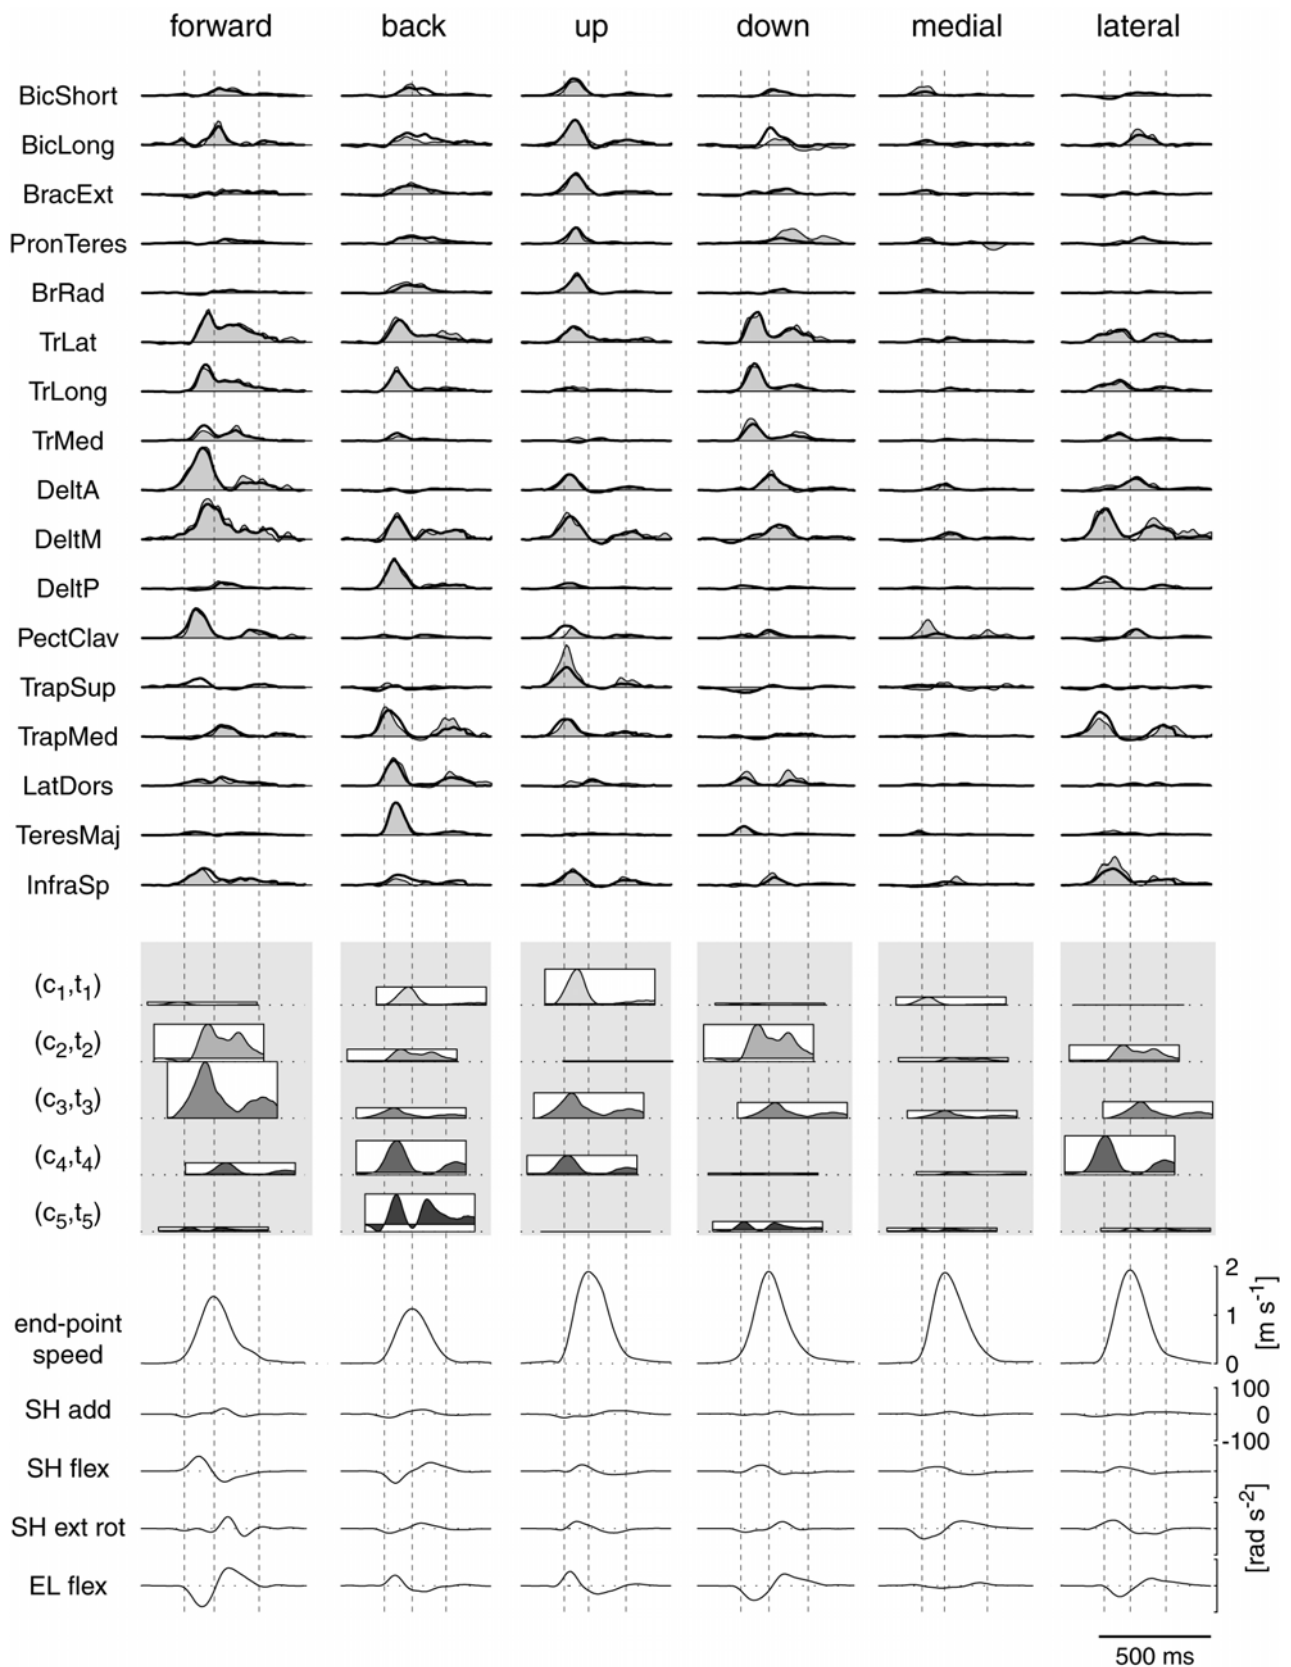 forward back up down medial lateral
BicShort
BicLong
BracExt
PronTeres
BrRad
TrLat
TrLong
TrMed
DeltA
DeltM
DeltP
PectClav
TrapSup
TrapMed
LatDors
TeresMaj
InfraSp
(c₁,t₁)
(c₂,t₂)
(c₃,t₃)
(c₄,t₄)
(c₅,t₅)
end-point
speed
2
1
0
[m s⁻¹]
SH add
100
0
-100
SH flex
SH ext rot
EL flex
[rad s⁻²]
500 ms